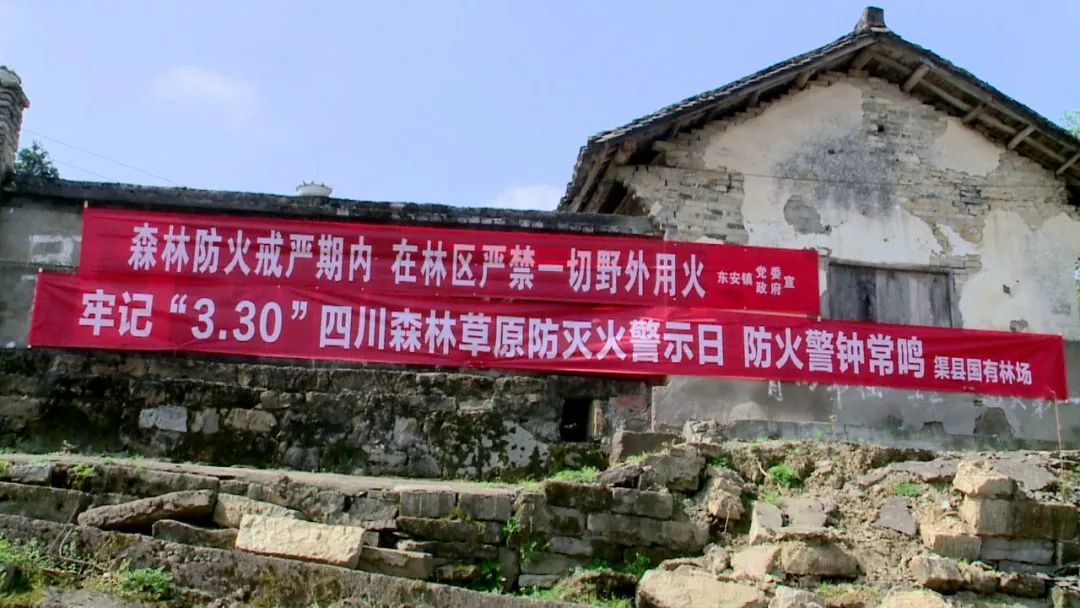 森林防火戒严期内 在林区严禁一切野外用火 东安镇 党委 政府 宣
牢记“3.30”四川森林草原防灭火警示日 防火警钟常鸣 渠县国有林场